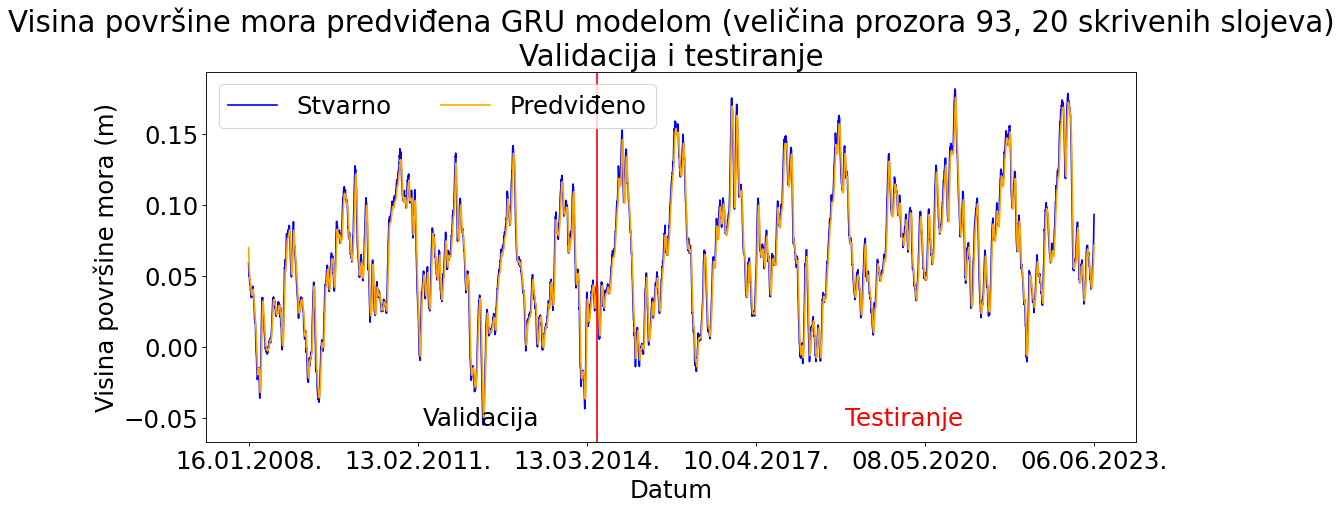 Visina površine mora predviđena GRU modelom (veličina prozora 93, 20 skrivenih slojeva)
Validacija i testiranje
Stvarno
Predviđeno
Visina površine mora (m)
0.15
0.10
0.05
0.00
−0.05
Validacija
Testiranje
16.01.2008.
13.02.2011.
13.03.2014.
10.04.2017.
08.05.2020.
06.06.2023.
Datum